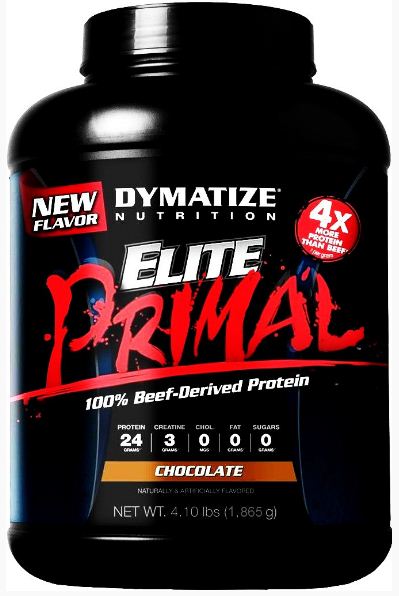 NEW
FLAVOR
DYMATIZE®
NUTRITION
4X
MORE
PROTEIN
THAN BEEF
ELITE
PRIMAL
100% Beef-Derived Protein
PROTEIN CREATINE CHOL FAT SUGARS
24 3 0 0 0
GRAMS GRAMS MGS GRAMS GRAMS
CHOCOLATE
NATURALLY & ARTIFICIALLY FLAVORED
NET WT. 4.10 lbs (1,865 g)